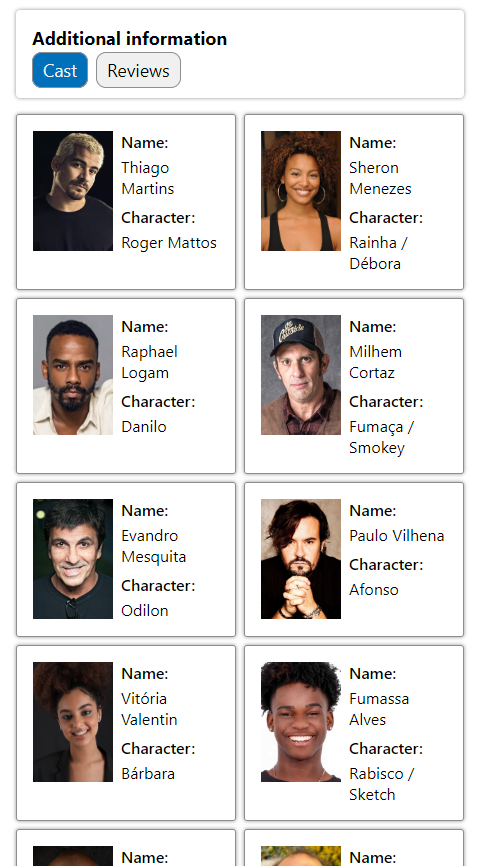 Additional information
Cast
Reviews
Name:
Thiago
Martins
Character:
Roger Mattos
Name:
Sheron
Menezes
Character:
Rainha /
Débora
Name:
Raphael
Logam
Character:
Danilo
Name:
Milhem
Cortaz
Character:
Fumaça /
Smokey
Name:
Evandro
Mesquita
Character:
Odilon
Name:
Paulo Vilhena
Character:
Afonso
Name:
Vitória
Valentin
Character:
Bárbara
Name:
Fumassa
Alves
Character:
Rabisco /
Sketch
Name:
Name: